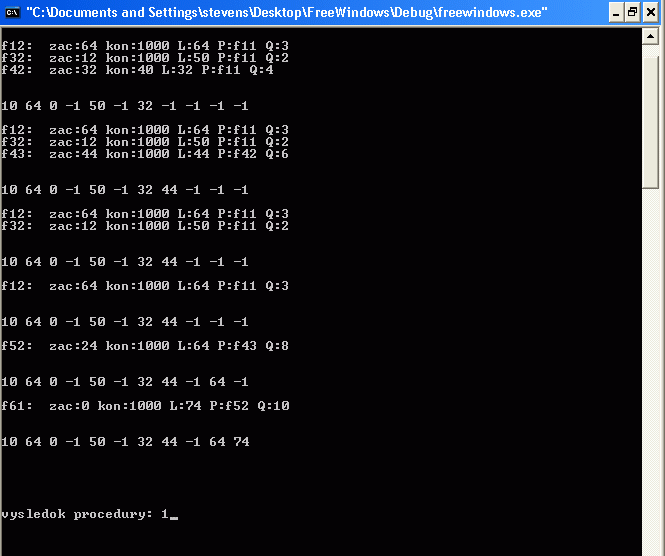 "C:\Documents and Settings\stevens\Desktop\FreeWindows\Debug\freewindows.exe"
f12:  zac:64 kon:1000 L:64 P:f11 Q:3
f32:  zac:12 kon:1000 L:50 P:f11 Q:2
f42:  zac:32 kon:40 L:32 P:f11 Q:4
10 64 0 -1 50 -1 32 -1 -1 -1 -1
f12:  zac:64 kon:1000 L:64 P:f11 Q:3
f32:  zac:12 kon:1000 L:50 P:f11 Q:2
f43:  zac:44 kon:1000 L:44 P:f42 Q:6
10 64 0 -1 50 -1 32 44 -1 -1 -1
f12:  zac:64 kon:1000 L:64 P:f11 Q:3
f32:  zac:12 kon:1000 L:50 P:f11 Q:2
10 64 0 -1 50 -1 32 44 -1 -1 -1
f12:  zac:64 kon:1000 L:64 P:f11 Q:3
10 64 0 -1 50 -1 32 44 -1 -1 -1
f52:  zac:24 kon:1000 L:64 P:f43 Q:8
10 64 0 -1 50 -1 32 44 -1 64 -1
f61:  zac:0 kon:1000 L:74 P:f52 Q:10
10 64 0 -1 50 -1 32 44 -1 64 74
vysledok procedury: 1_